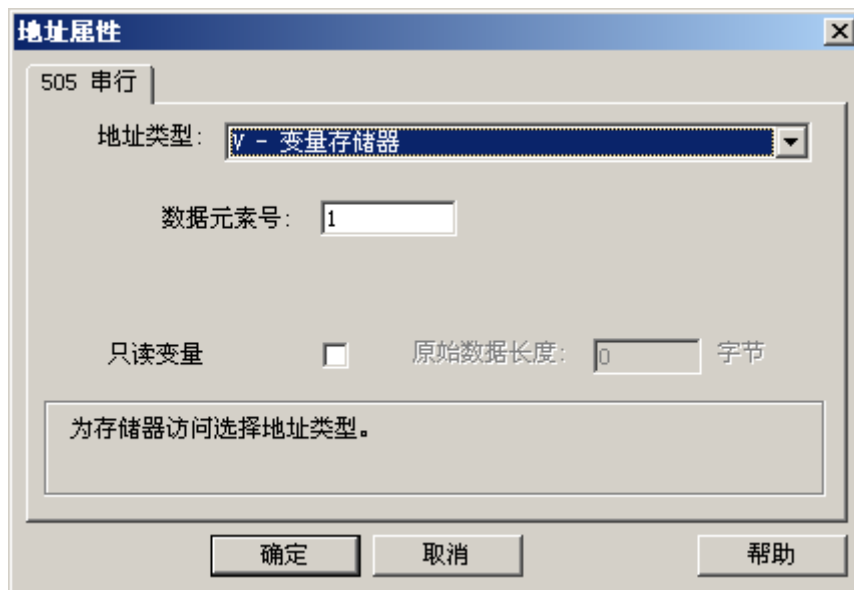 地址属性
505 串行
地址类型: V - 变量存储器
数据元素号: 1
只读变量 原始数据长度: 0 字节
为存储器访问选择地址类型。
确定 取消 帮助